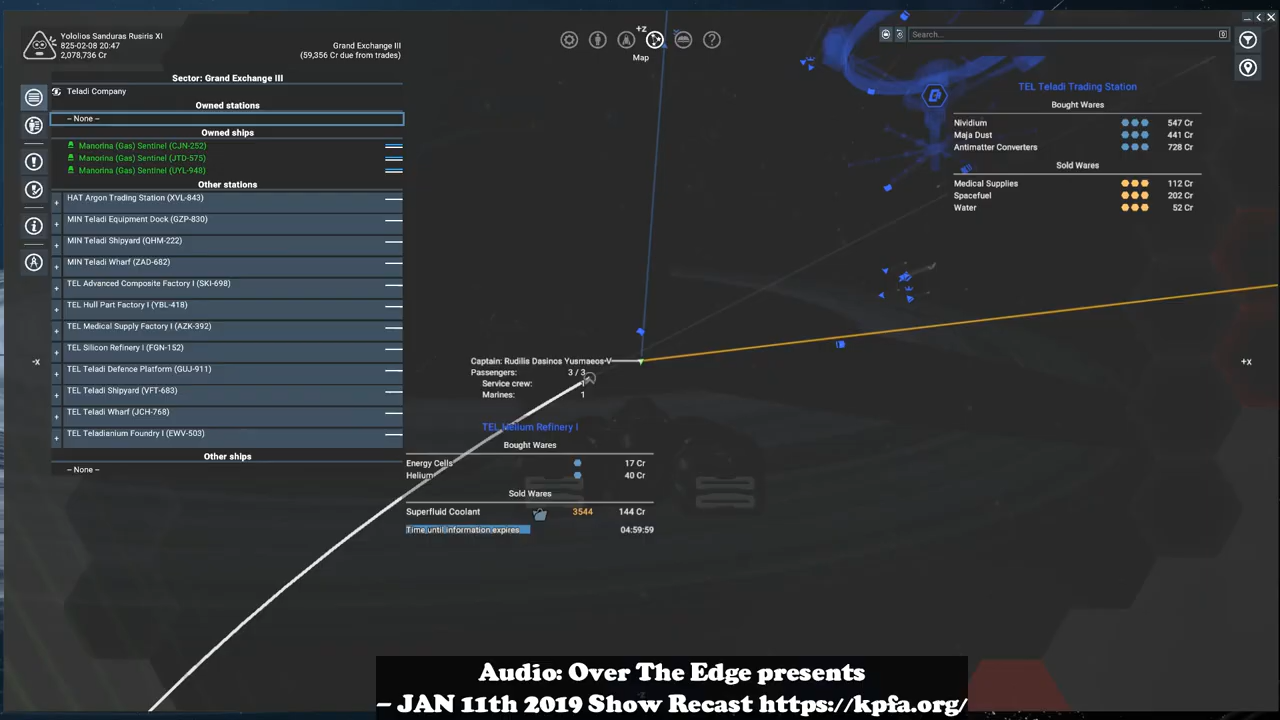 Yololios Sanduras Rusiris XI
825-02-08 20:47
2,078,736 Cr
Grand Exchange III
(59,356 Cr due from trades)
+Z
Map
Search...
Sector: Grand Exchange III
Teladi Company
Owned stations
-- None --
Owned ships
Manorina (Gas) Sentinel (CJN-252)
Manorina (Gas) Sentinel (JTD-575)
Manorina (Gas) Sentinel (UYL-948)
Other stations
HAT Argon Trading Station (XVL-843)
MIN Teladi Equipment Dock (GZP-830)
MIN Teladi Shipyard (QHM-222)
MIN Teladi Wharf (ZAD-682)
TEL Advanced Composite Factory I (SKI-698)
TEL Hull Part Factory I (YBL-418)
TEL Medical Supply Factory I (AZK-392)
TEL Silicon Refinery I (FGN-152)
TEL Teladi Defence Platform (GUJ-911)
TEL Teladi Shipyard (VFT-683)
TEL Teladi Wharf (JCH-768)
TEL Teladianium Foundry I (EWV-503)
Other ships
-- None --
-x
+x
TEL Teladi Trading Station
Bought Wares
Nividium 547 Cr
Maja Dust 441 Cr
Antimatter Converters 728 Cr
Sold Wares
Medical Supplies 112 Cr
Spacefuel 202 Cr
Water 52 Cr
Captain: Rudilis Dasinos Yusmaeos V
Passengers: 3 / 3
Service crew: 1
Marines: 1
TEL Helium Refinery I
Bought Wares
Energy Cells 17 Cr
Helium 40 Cr
Sold Wares
Superfluid Coolant 3544 144 Cr
Time until information expires 04:59:59
Audio: Over The Edge presents
– JAN 11th 2019 Show Recast https://kpfa.org/